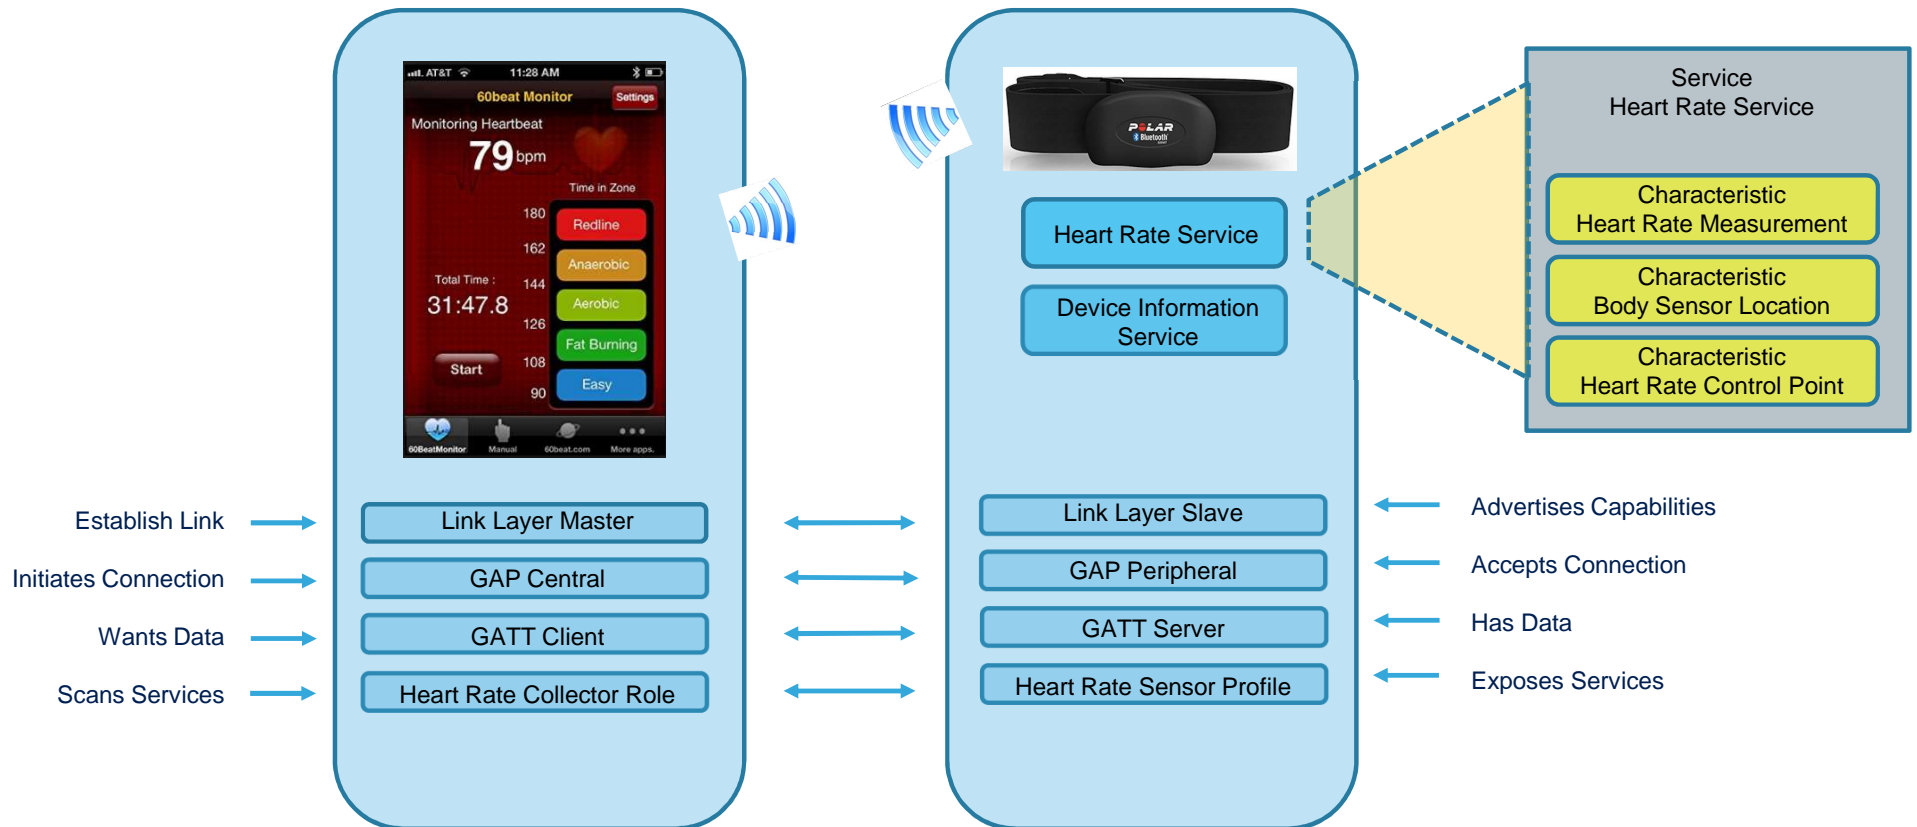 AT&T 11:28 AM
60beat Monitor
Settings
Monitoring Heartbeat
79 bpm
Time in Zone
180
Redline
162
Anaerobic
Total Time :
144
31:47.8
Aerobic
126
Fat Burning
Start
108
Easy
90
60BeatMonitor
Manual
60beat.com
More apps.
POLAR
Bluetooth
Heart Rate Service
Device Information
Service
Service
Heart Rate Service
Characteristic
Heart Rate Measurement
Characteristic
Body Sensor Location
Characteristic
Heart Rate Control Point
Establish Link
Link Layer Master
Link Layer Slave
Advertises Capabilities
Initiates Connection
GAP Central
GAP Peripheral
Accepts Connection
Wants Data
GATT Client
GATT Server
Has Data
Scans Services
Heart Rate Collector Role
Heart Rate Sensor Profile
Exposes Services